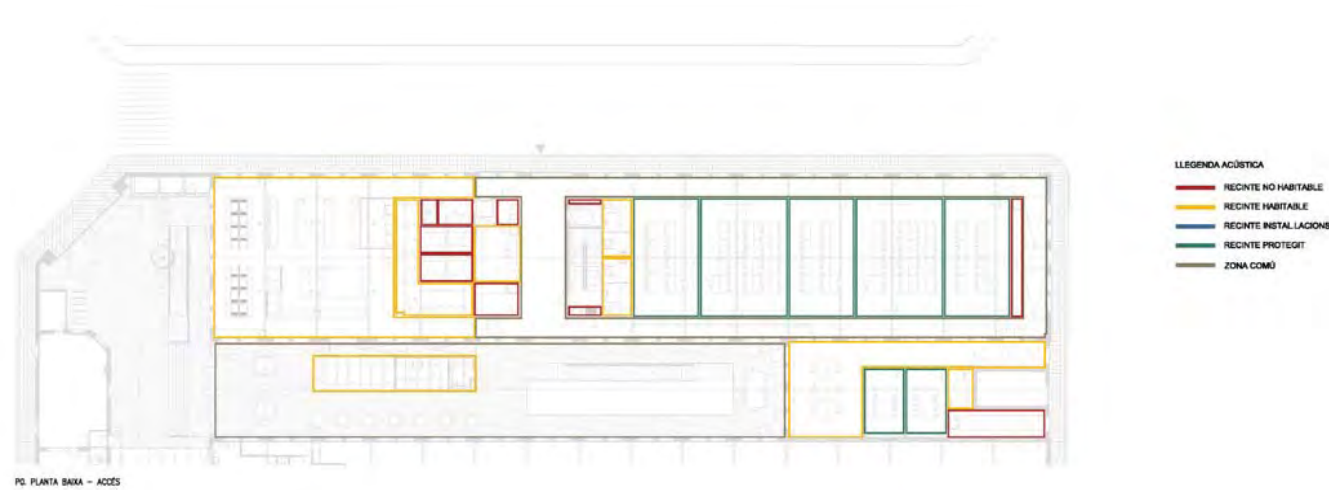 LLEGENDA ACÚSTICA
RECINTE NO HABITABLE
RECINTE HABITABLE
RECINTE INSTAL.LACIONS
RECINTE PROTEGIT
ZONA COMÚ
P0. PLANTA BAIXA - ACCÉS